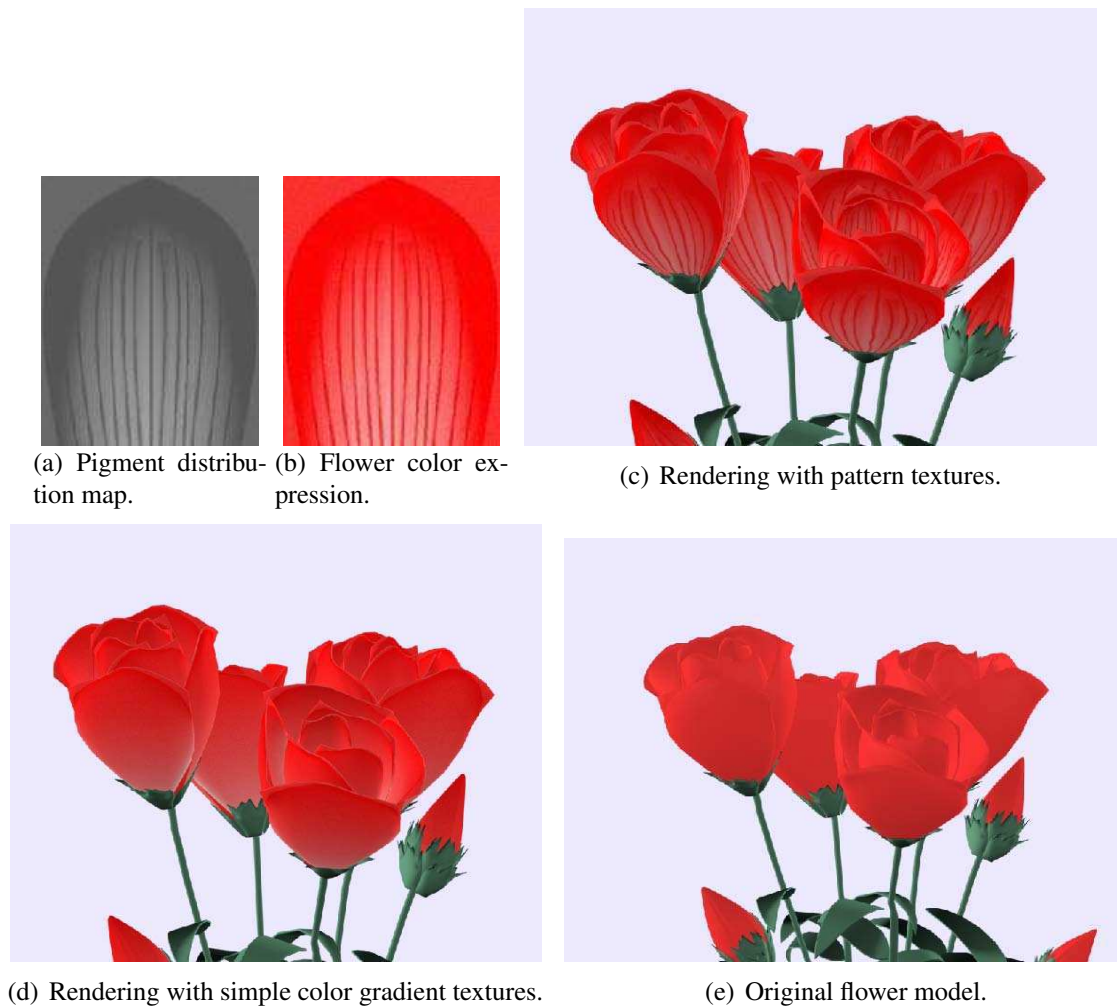 (a) Pigment distribu-
tion map.
(b) Flower color ex-
pression.
(c) Rendering with pattern textures.
(d) Rendering with simple color gradient textures.
(e) Original flower model.